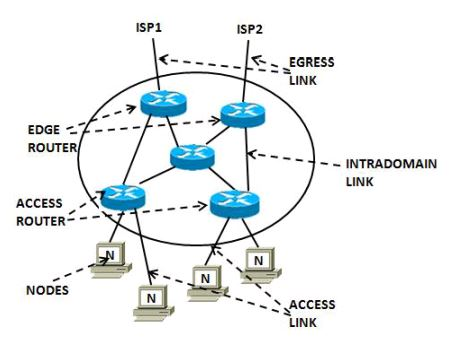 ISP1
ISP2
EGRESS
LINK
EDGE
ROUTER
INTRADOMAIN
LINK
ACCESS
ROUTER
N
N
N
N
NODES
ACCESS
LINK